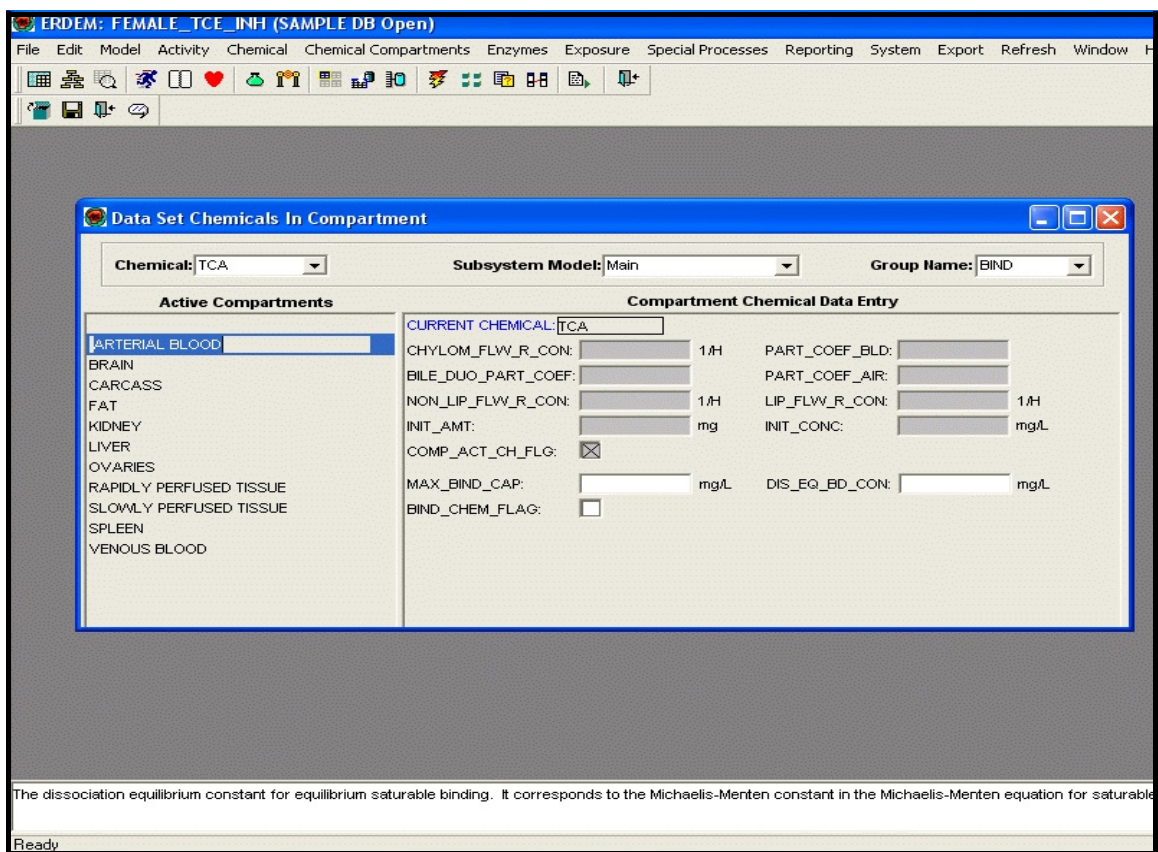 ERDEM: FEMALE_TCE_INH (SAMPLE DB Open)
File Edit Model Activity Chemical Chemical Compartments Enzymes Exposure Special Processes Reporting System Export Refresh Window H
Data Set Chemicals In Compartment
Chemical: TCA Subsystem Model: Main Group Name: BIND
Active Compartments Compartment Chemical Data Entry
CURRENT CHEMICAL: TCA
ARTERIAL BLOOD
BRAIN
CARCASS
FAT
KIDNEY
LIVER
OVARIES
RAPIDLY PERFUSED TISSUE
SLOWLY PERFUSED TISSUE
SPLEEN
VENOUS BLOOD
CHYLOM_FLW_R_CON: 1/H PART_COEF_BLD:
BILE_DUO_PART_COEF: PART_COEF_AIR:
NON_LIP_FLW_R_CON: 1/H LIP_FLW_R_CON: 1/H
INIT_AMT: mg INIT_CONC: mg/L
COMP_ACT_CH_FLG:
MAX_BIND_CAP: mg/L DIS_EQ_BD_CON: mg/L
BIND_CHEM_FLAG:
The dissociation equilibrium constant for equilibrium saturable binding. It corresponds to the Michaelis-Menten constant in the Michaelis-Menten equation for saturable
Ready